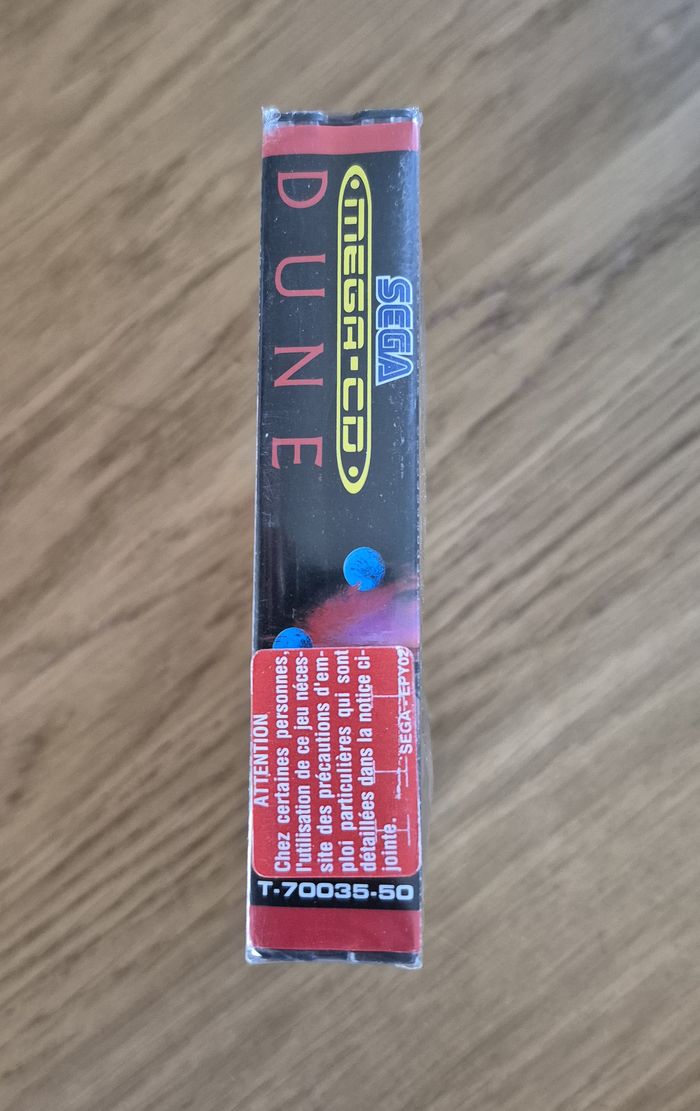 SEGA
MEGA-CD
DUNE
ATTENTION
Chez certaines personnes,
l'utilisation de ce jeu néces-
site des précautions d'em-
ploi particulières qui sont
détaillées dans la notice ci-
jointe.
SEGA-EPY02
T-70035-50